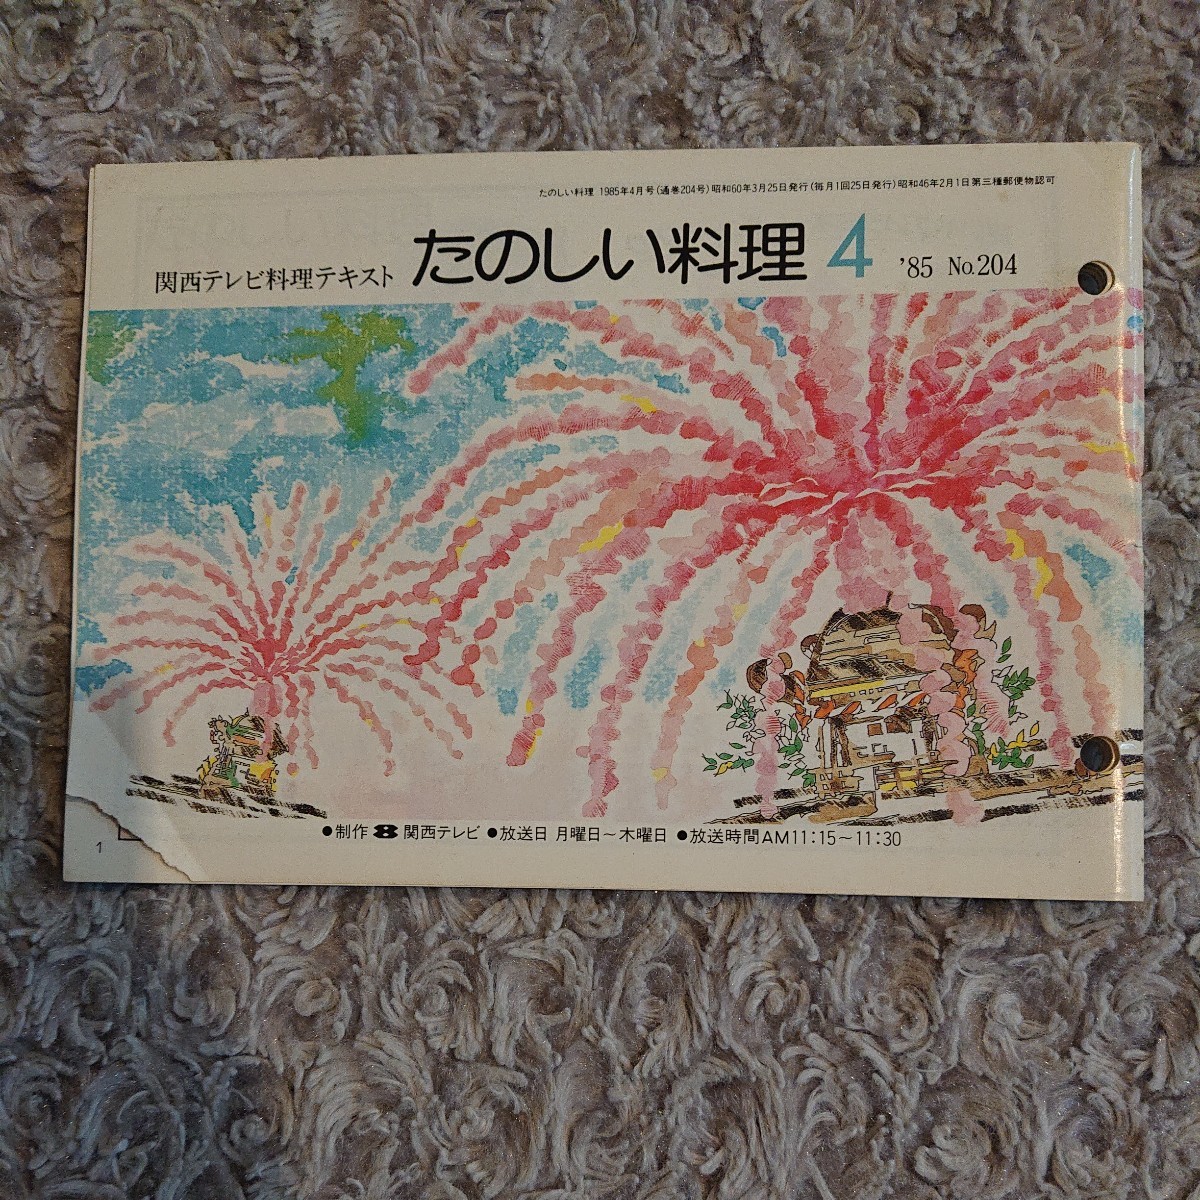 たのしい料理 1985年4月号(通巻204号)昭和60年3月25日発行(毎月1回25日発行)昭和46年2月1日第三種郵便物認可
関西テレビ料理テキスト たのしい料理 4 '85 No.204
●制作 8 関西テレビ ●放送日 月曜日〜木曜日 ●放送時間AM11:15〜11:30
1